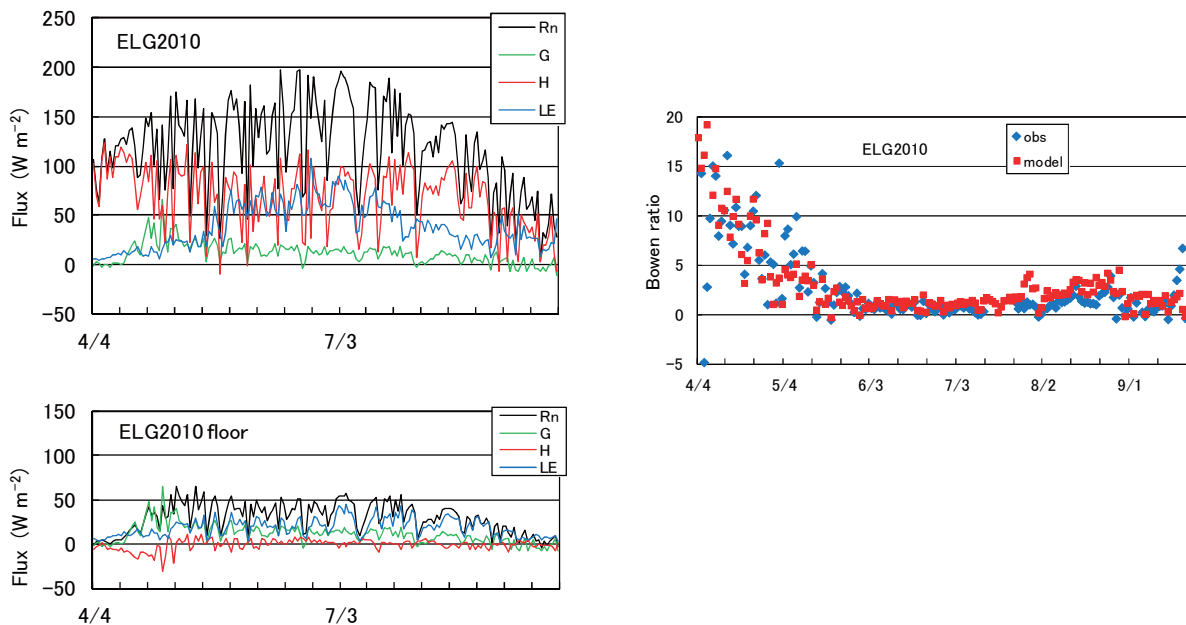 250
200
150
100
50
0
-50
Flux (W m⁻²)
ELG2010
Rn
G
H
LE
4/4
7/3
150
100
50
0
-50
Flux (W m⁻²)
ELG2010 floor
Rn
G
H
LE
4/4
7/3
20
15
10
5
0
-5
Bowen ratio
ELG2010
obs
model
4/4
5/4
6/3
7/3
8/2
9/1